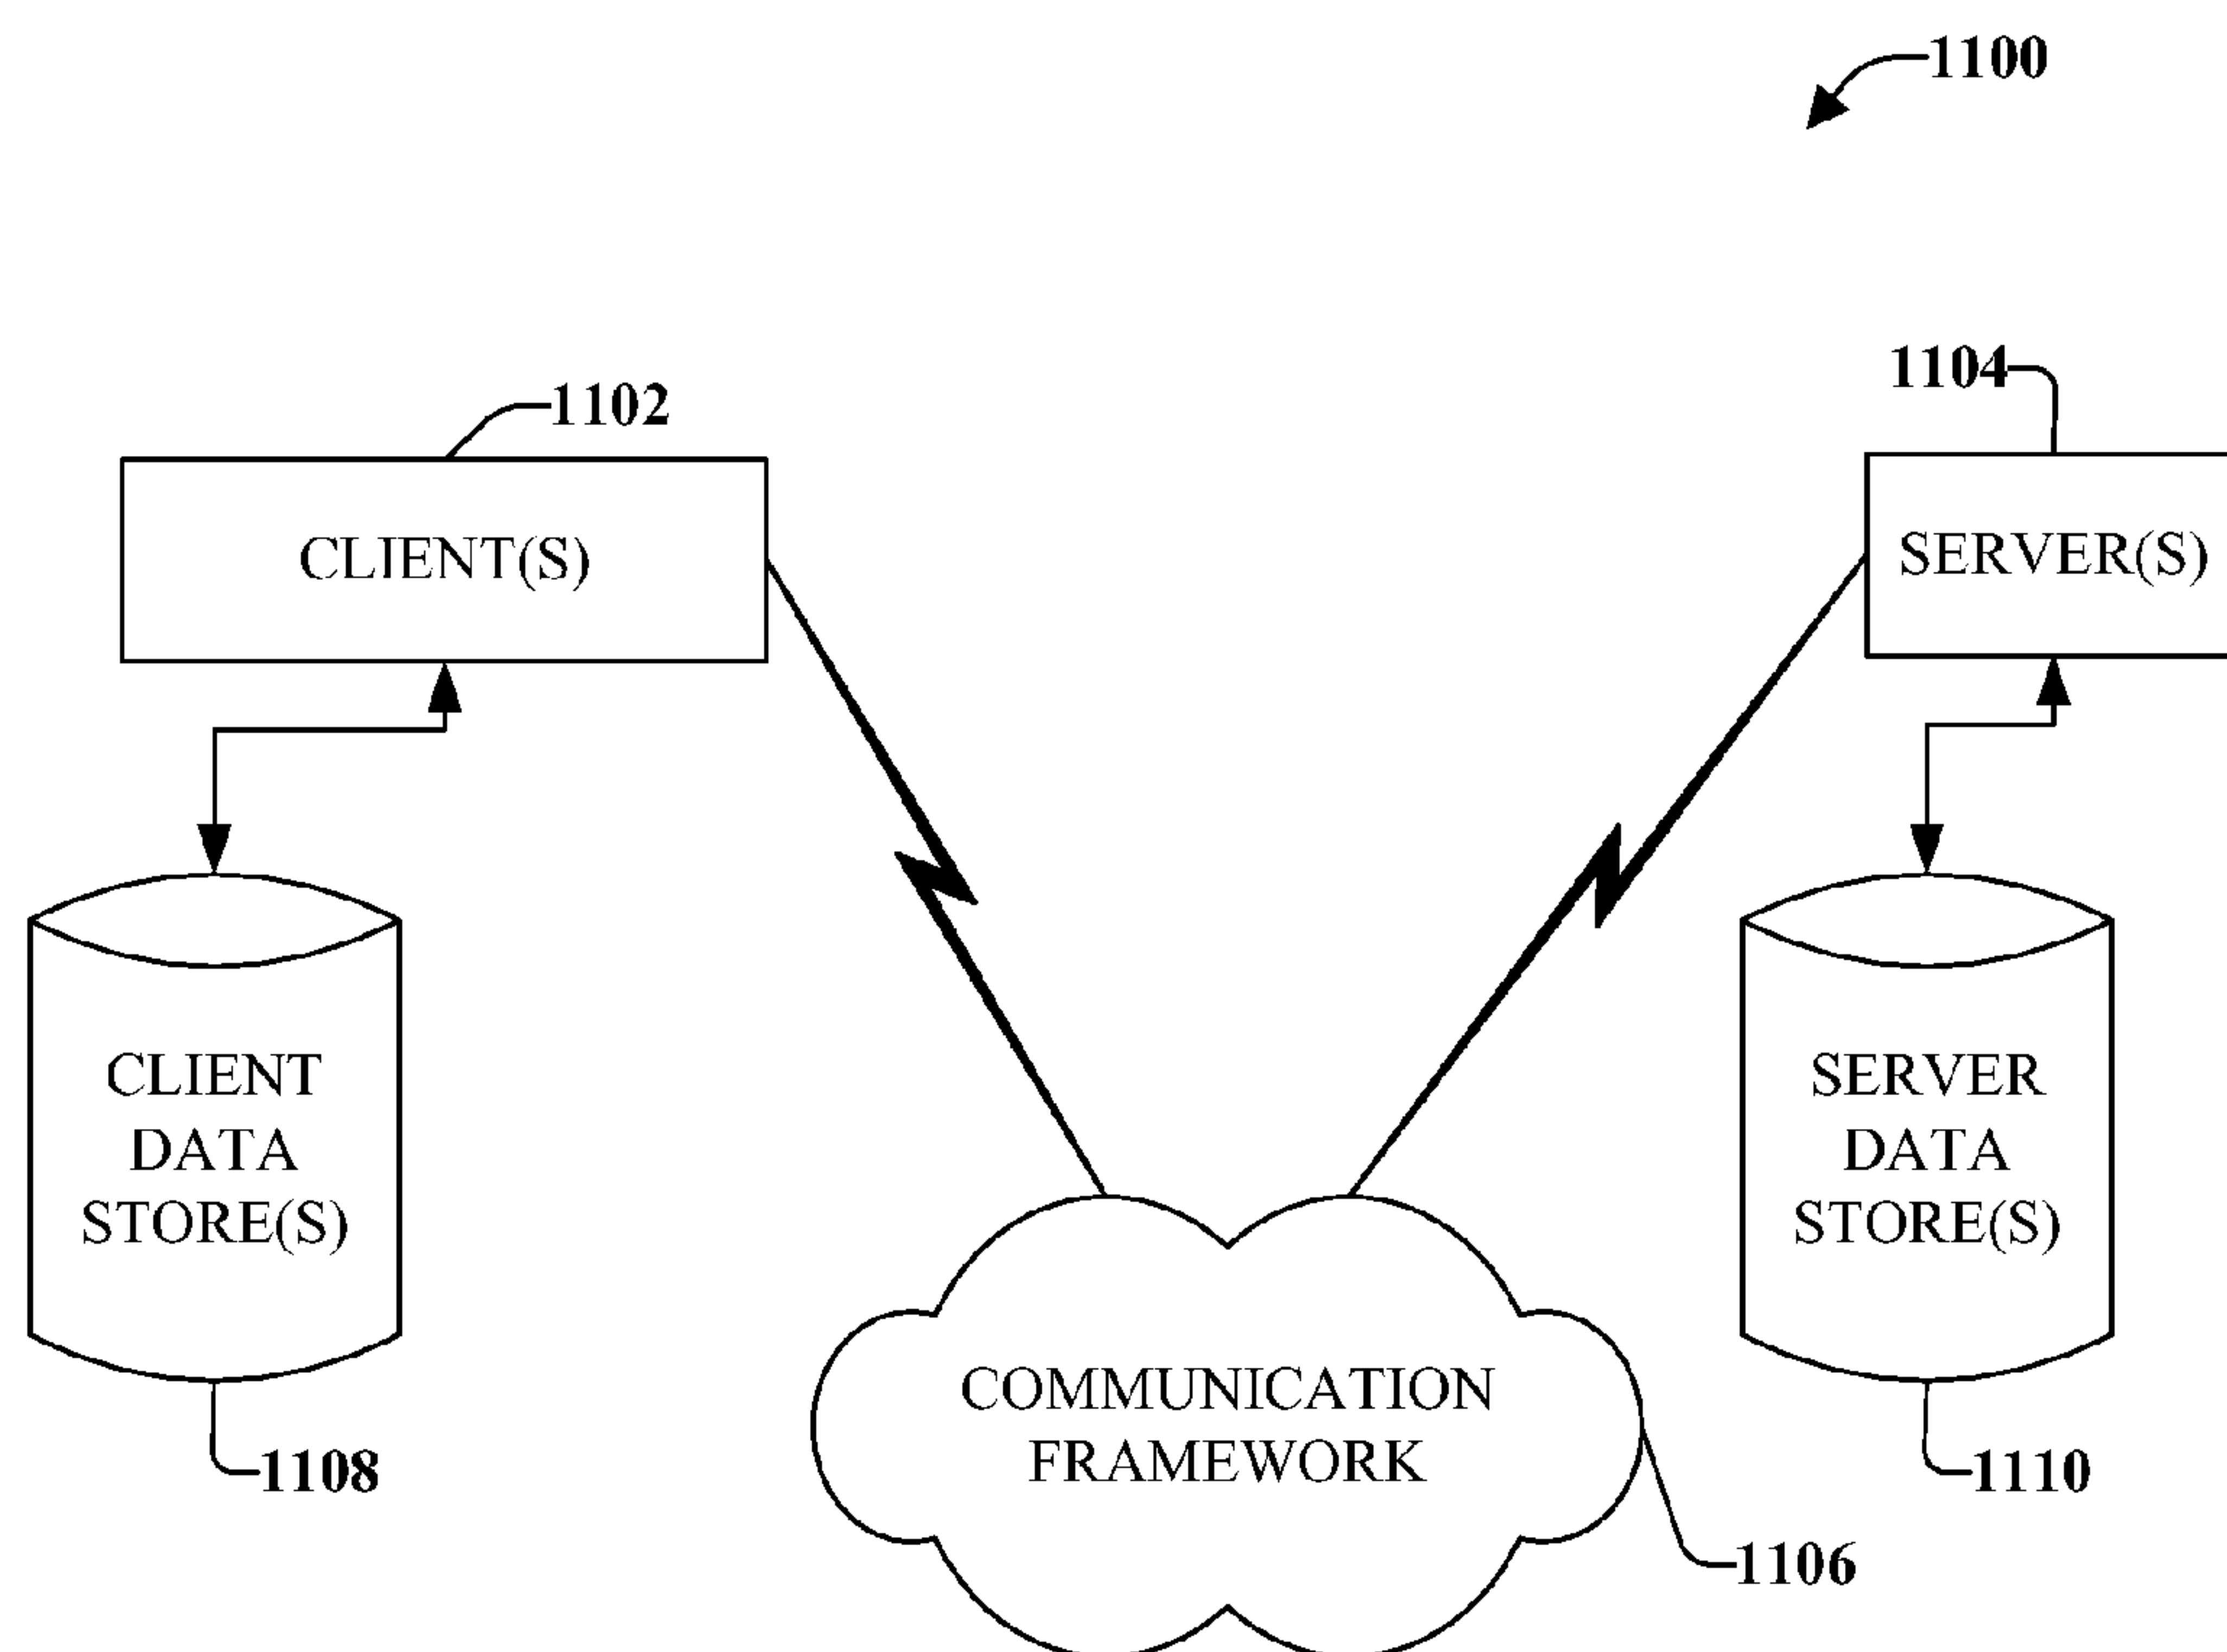 1100
1102
1104
CLIENT(S)
SERVER(S)
CLIENT
DATA
STORE(S)
SERVER
DATA
STORE(S)
COMMUNICATION
FRAMEWORK
1108
1110
1106